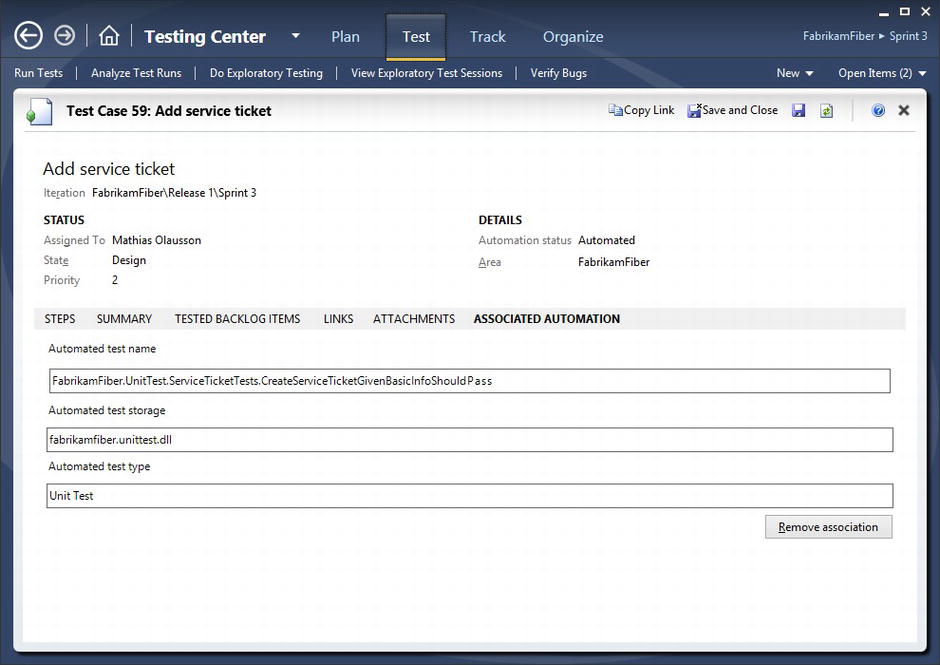 Testing Center Plan Test Track Organize FabrikamFiber ▸ Sprint 3
Run Tests Analyze Test Runs Do Exploratory Testing View Exploratory Test Sessions Verify Bugs New Open Items (2)
Test Case 59: Add service ticket Copy Link Save and Close
Add service ticket
Iteration FabrikamFiber\Release 1\Sprint 3
STATUS DETAILS
Assigned To Mathias Olausson Automation status Automated
State Design Area FabrikamFiber
Priority 2
STEPS SUMMARY TESTED BACKLOG ITEMS LINKS ATTACHMENTS ASSOCIATED AUTOMATION
Automated test name
FabrikamFiber.UnitTest.ServiceTicketTests.CreateServiceTicketGivenBasicInfoShouldPass
Automated test storage
fabrikamfiber.unittest.dll
Automated test type
Unit Test
Remove association